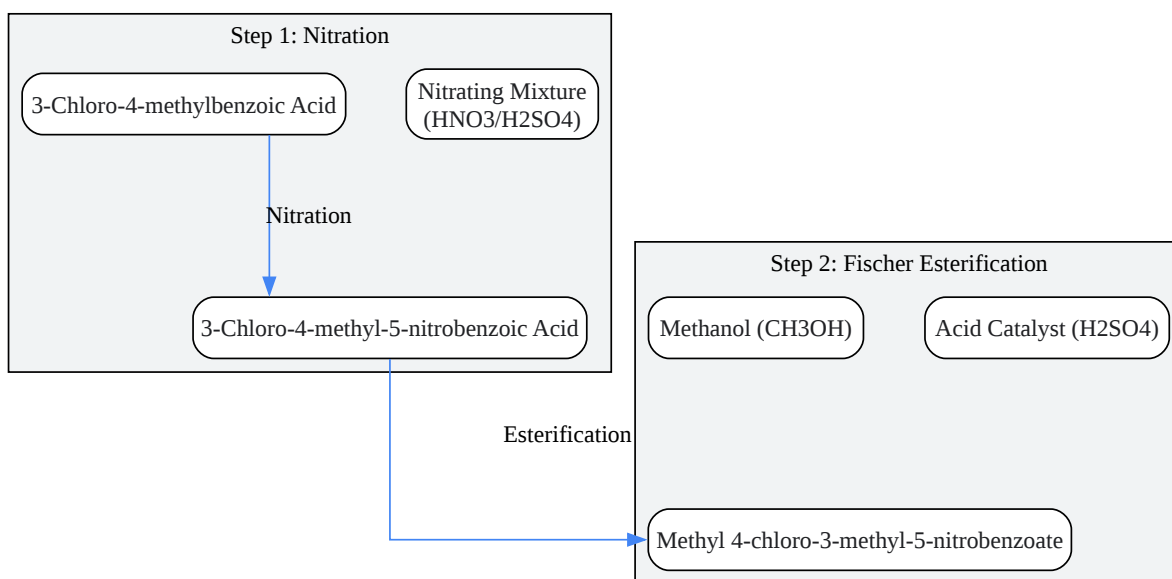 Step 1: Nitration
3-Chloro-4-methylbenzoic Acid
Nitrating Mixture
(HNO3/H2SO4)
Nitration
3-Chloro-4-methyl-5-nitrobenzoic Acid
Step 2: Fischer Esterification
Methanol (CH3OH)
Acid Catalyst (H2SO4)
Esterification
Methyl 4-chloro-3-methyl-5-nitrobenzoate